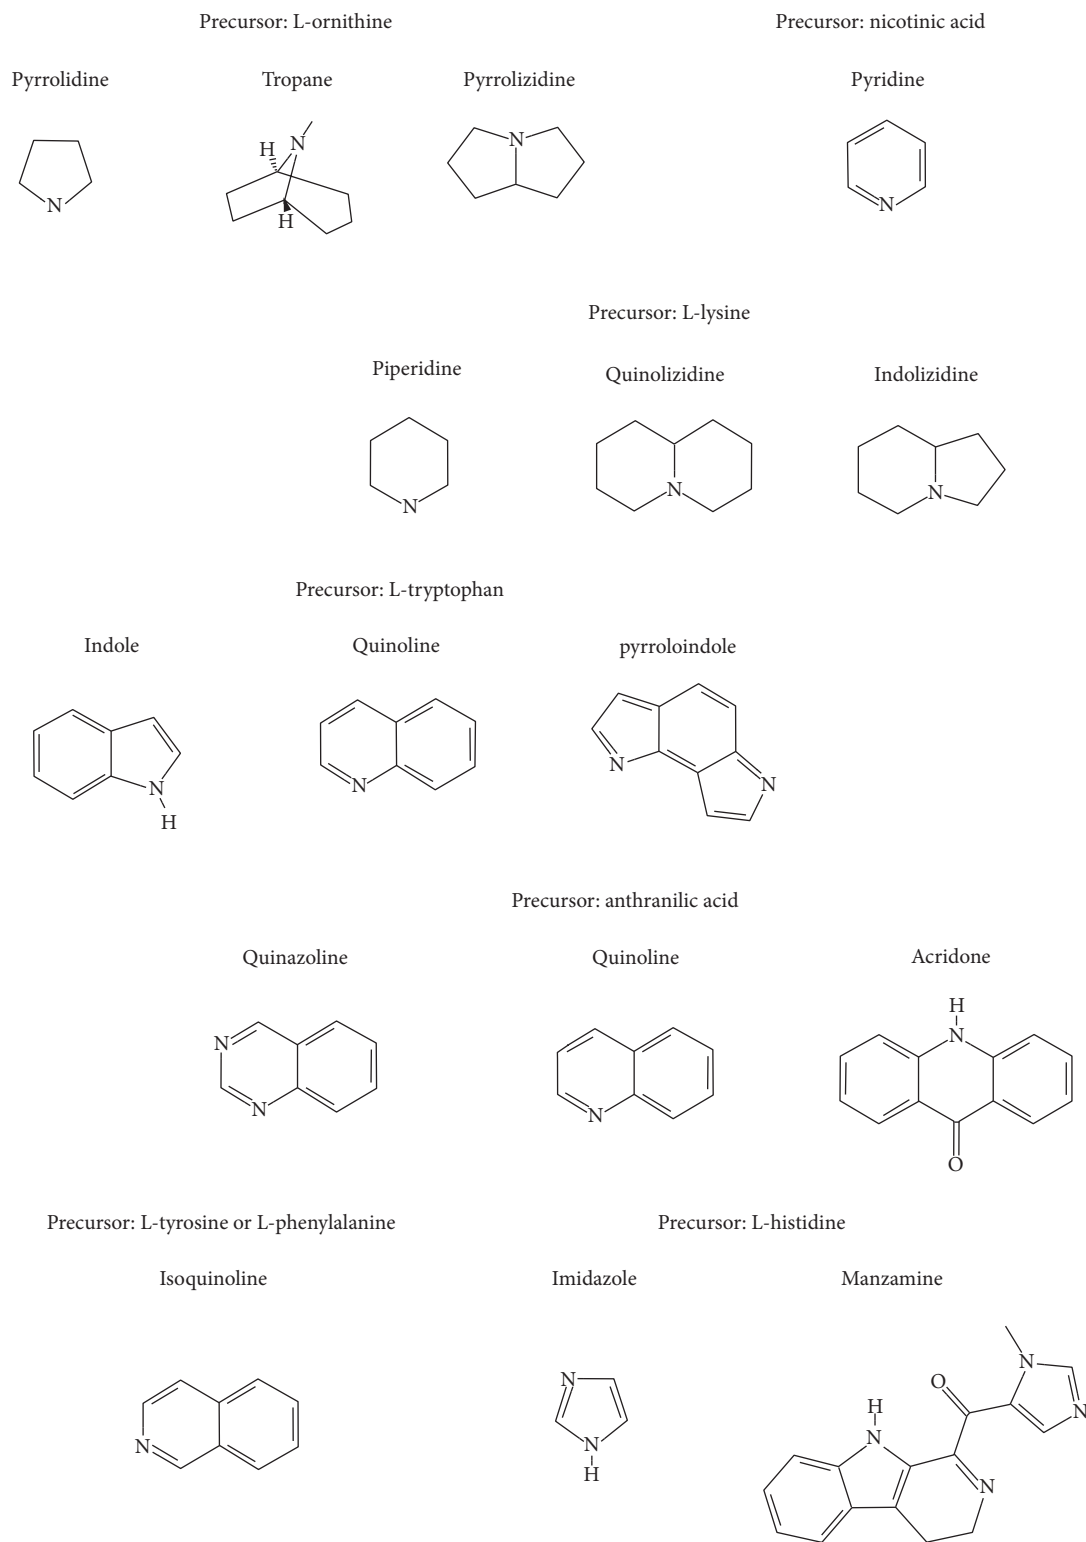 Precursor: L-ornithine
Precursor: nicotinic acid
Pyrrolidine
Tropane
Pyrrolizidine
Pyridine
N
H
N
H
N
N
Precursor: L-lysine
Piperidine
Quinolizidine
Indolizidine
N
N
N
Precursor: L-tryptophan
Indole
Quinoline
pyrroloindole
N
H
N
N
N
Precursor: anthranilic acid
Quinazoline
Quinoline
Acridone
N
N
N
H
N
O
Precursor: L-tyrosine or L-phenylalanine
Precursor: L-histidine
Isoquinoline
Imidazole
Manzamine
N
N
N
H
N
N
O
H
N
N